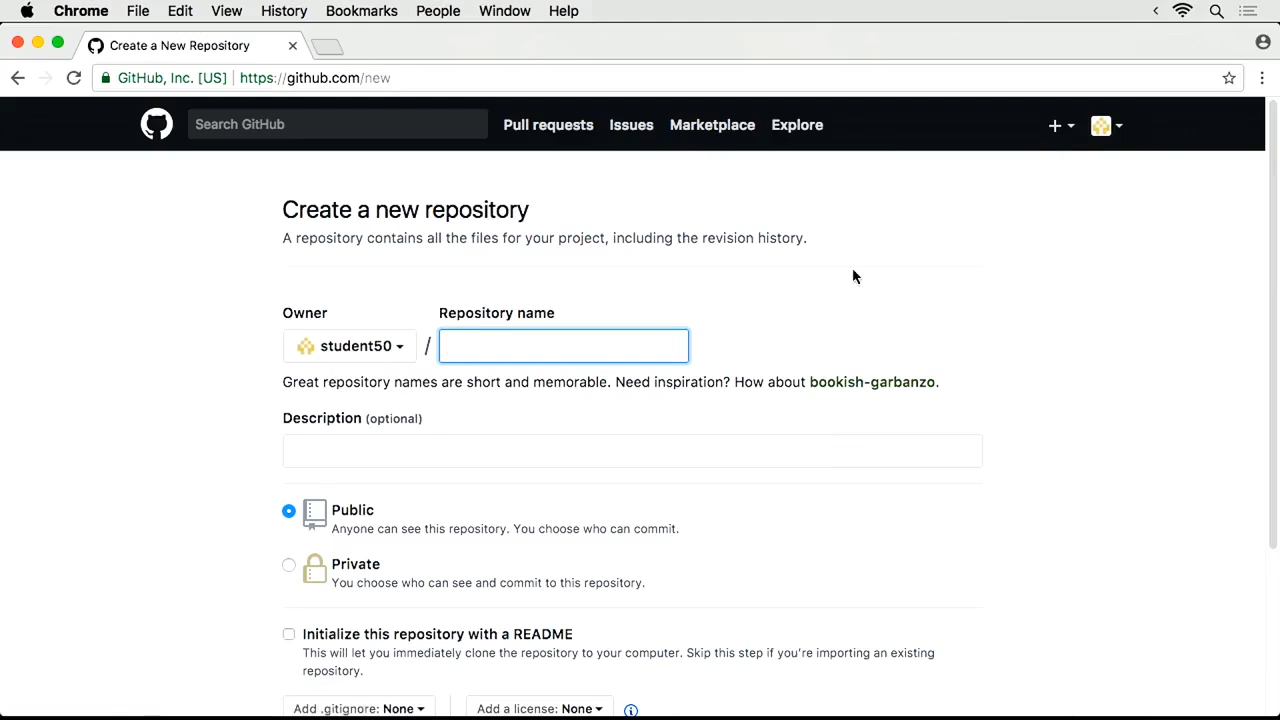 Chrome File Edit View History Bookmarks People Window Help
Create a New Repository
GitHub, Inc. [US] https://github.com/new
Search GitHub Pull requests Issues Marketplace Explore
Create a new repository
A repository contains all the files for your project, including the revision history.
Owner Repository name
student50 /
Great repository names are short and memorable. Need inspiration? How about bookish-garbanzo.
Description (optional)
Public
Anyone can see this repository. You choose who can commit.
Private
You choose who can see and commit to this repository.
Initialize this repository with a README
This will let you immediately clone the repository to your computer. Skip this step if you're importing an existing
repository.
Add .gitignore: None Add a license: None